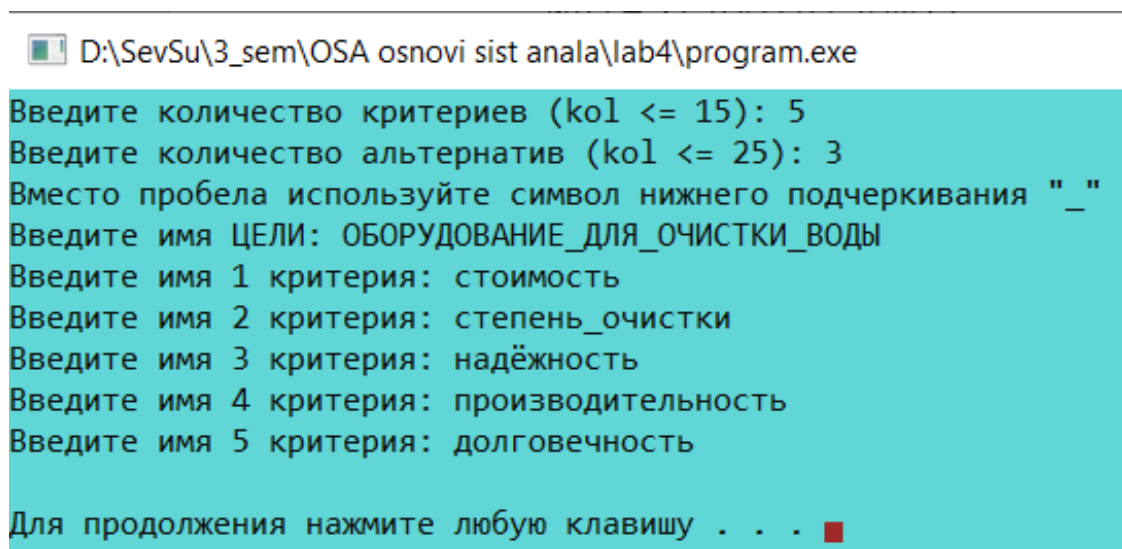 D:\SevSu\3_sem\OSA osnovi sist anala\lab4\program.exe
Введите количество критериев (kol <= 15): 5
Введите количество альтернатив (kol <= 25): 3
Вместо пробела используйте символ нижнего подчеркивания "_"
Введите имя ЦЕЛИ: ОБОРУДОВАНИЕ_ДЛЯ_ОЧИСТКИ_ВОДЫ
Введите имя 1 критерия: стоимость
Введите имя 2 критерия: степень_очистки
Введите имя 3 критерия: надёжность
Введите имя 4 критерия: производительность
Введите имя 5 критерия: долговечность
Для продолжения нажмите любую клавишу . . .